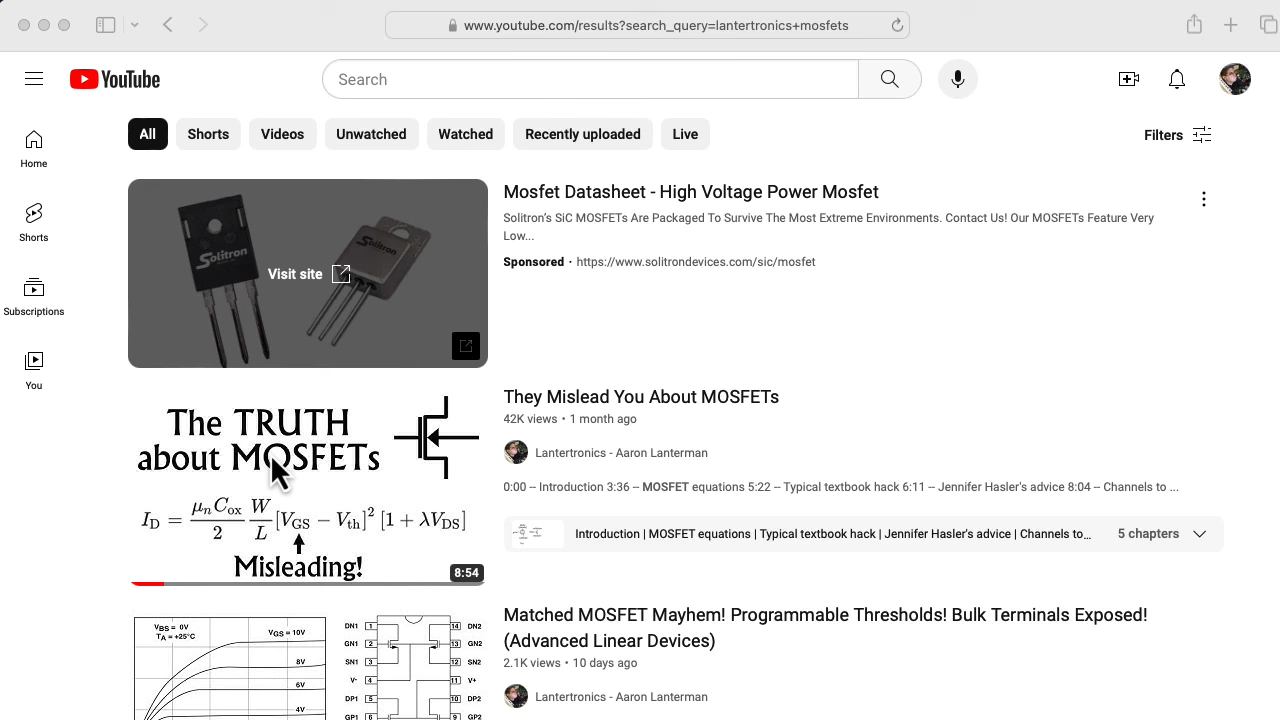 www.youtube.com/results?search_query=lantertronics+mosfets
YouTube
Search
All
Shorts
Videos
Unwatched
Watched
Recently uploaded
Live
Filters
Home
Shorts
Subscriptions
You
Solitron
Solitron
Visit site
Mosfet Datasheet - High Voltage Power Mosfet
Solitron's SiC MOSFETs Are Packaged To Survive The Most Extreme Environments. Contact Us! Our MOSFETs Feature Very
Low...
Sponsored · https://www.solitrondevices.com/sic/mosfet
The TRUTH
about MOSFETs
I_D = μ_n C_ox / 2 W / L [V_GS − V_th]² [1 + λV_DS]
Misleading!
8:54
They Mislead You About MOSFETs
42K views • 1 month ago
Lantertronics - Aaron Lanterman
0:00 -- Introduction 3:36 -- MOSFET equations 5:22 -- Typical textbook hack 6:11 -- Jennifer Hasler's advice 8:04 -- Channels to ...
Introduction | MOSFET equations | Typical textbook hack | Jennifer Hasler's advice | Channels to...
5 chapters
VBS = 0V
TA = +25°C
VGS = 10V
8V
6V
4V
DN1 1
14 DN2
GN1 2
13 GN2
SN1 3
12 SN2
V- 4
11 V+
DP1 5
10 DP2
GP1 6
9 GP2
Matched MOSFET Mayhem! Programmable Thresholds! Bulk Terminals Exposed!
(Advanced Linear Devices)
2.1K views • 10 days ago
Lantertronics - Aaron Lanterman